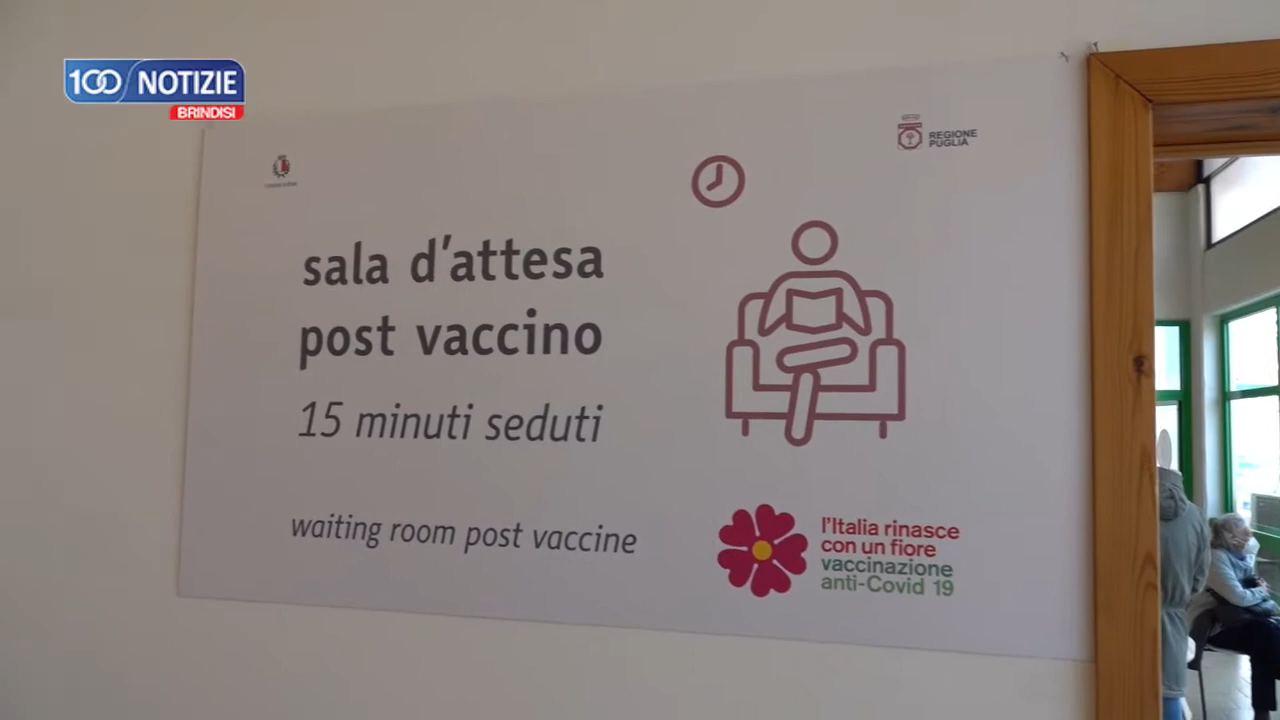 100 NOTIZIE
BRINDISI
REGIONE
PUGLIA
sala d'attesa
post vaccino
15 minuti seduti
waiting room post vaccine
l'Italia rinasce
con un fiore
vaccinazione
anti-Covid 19